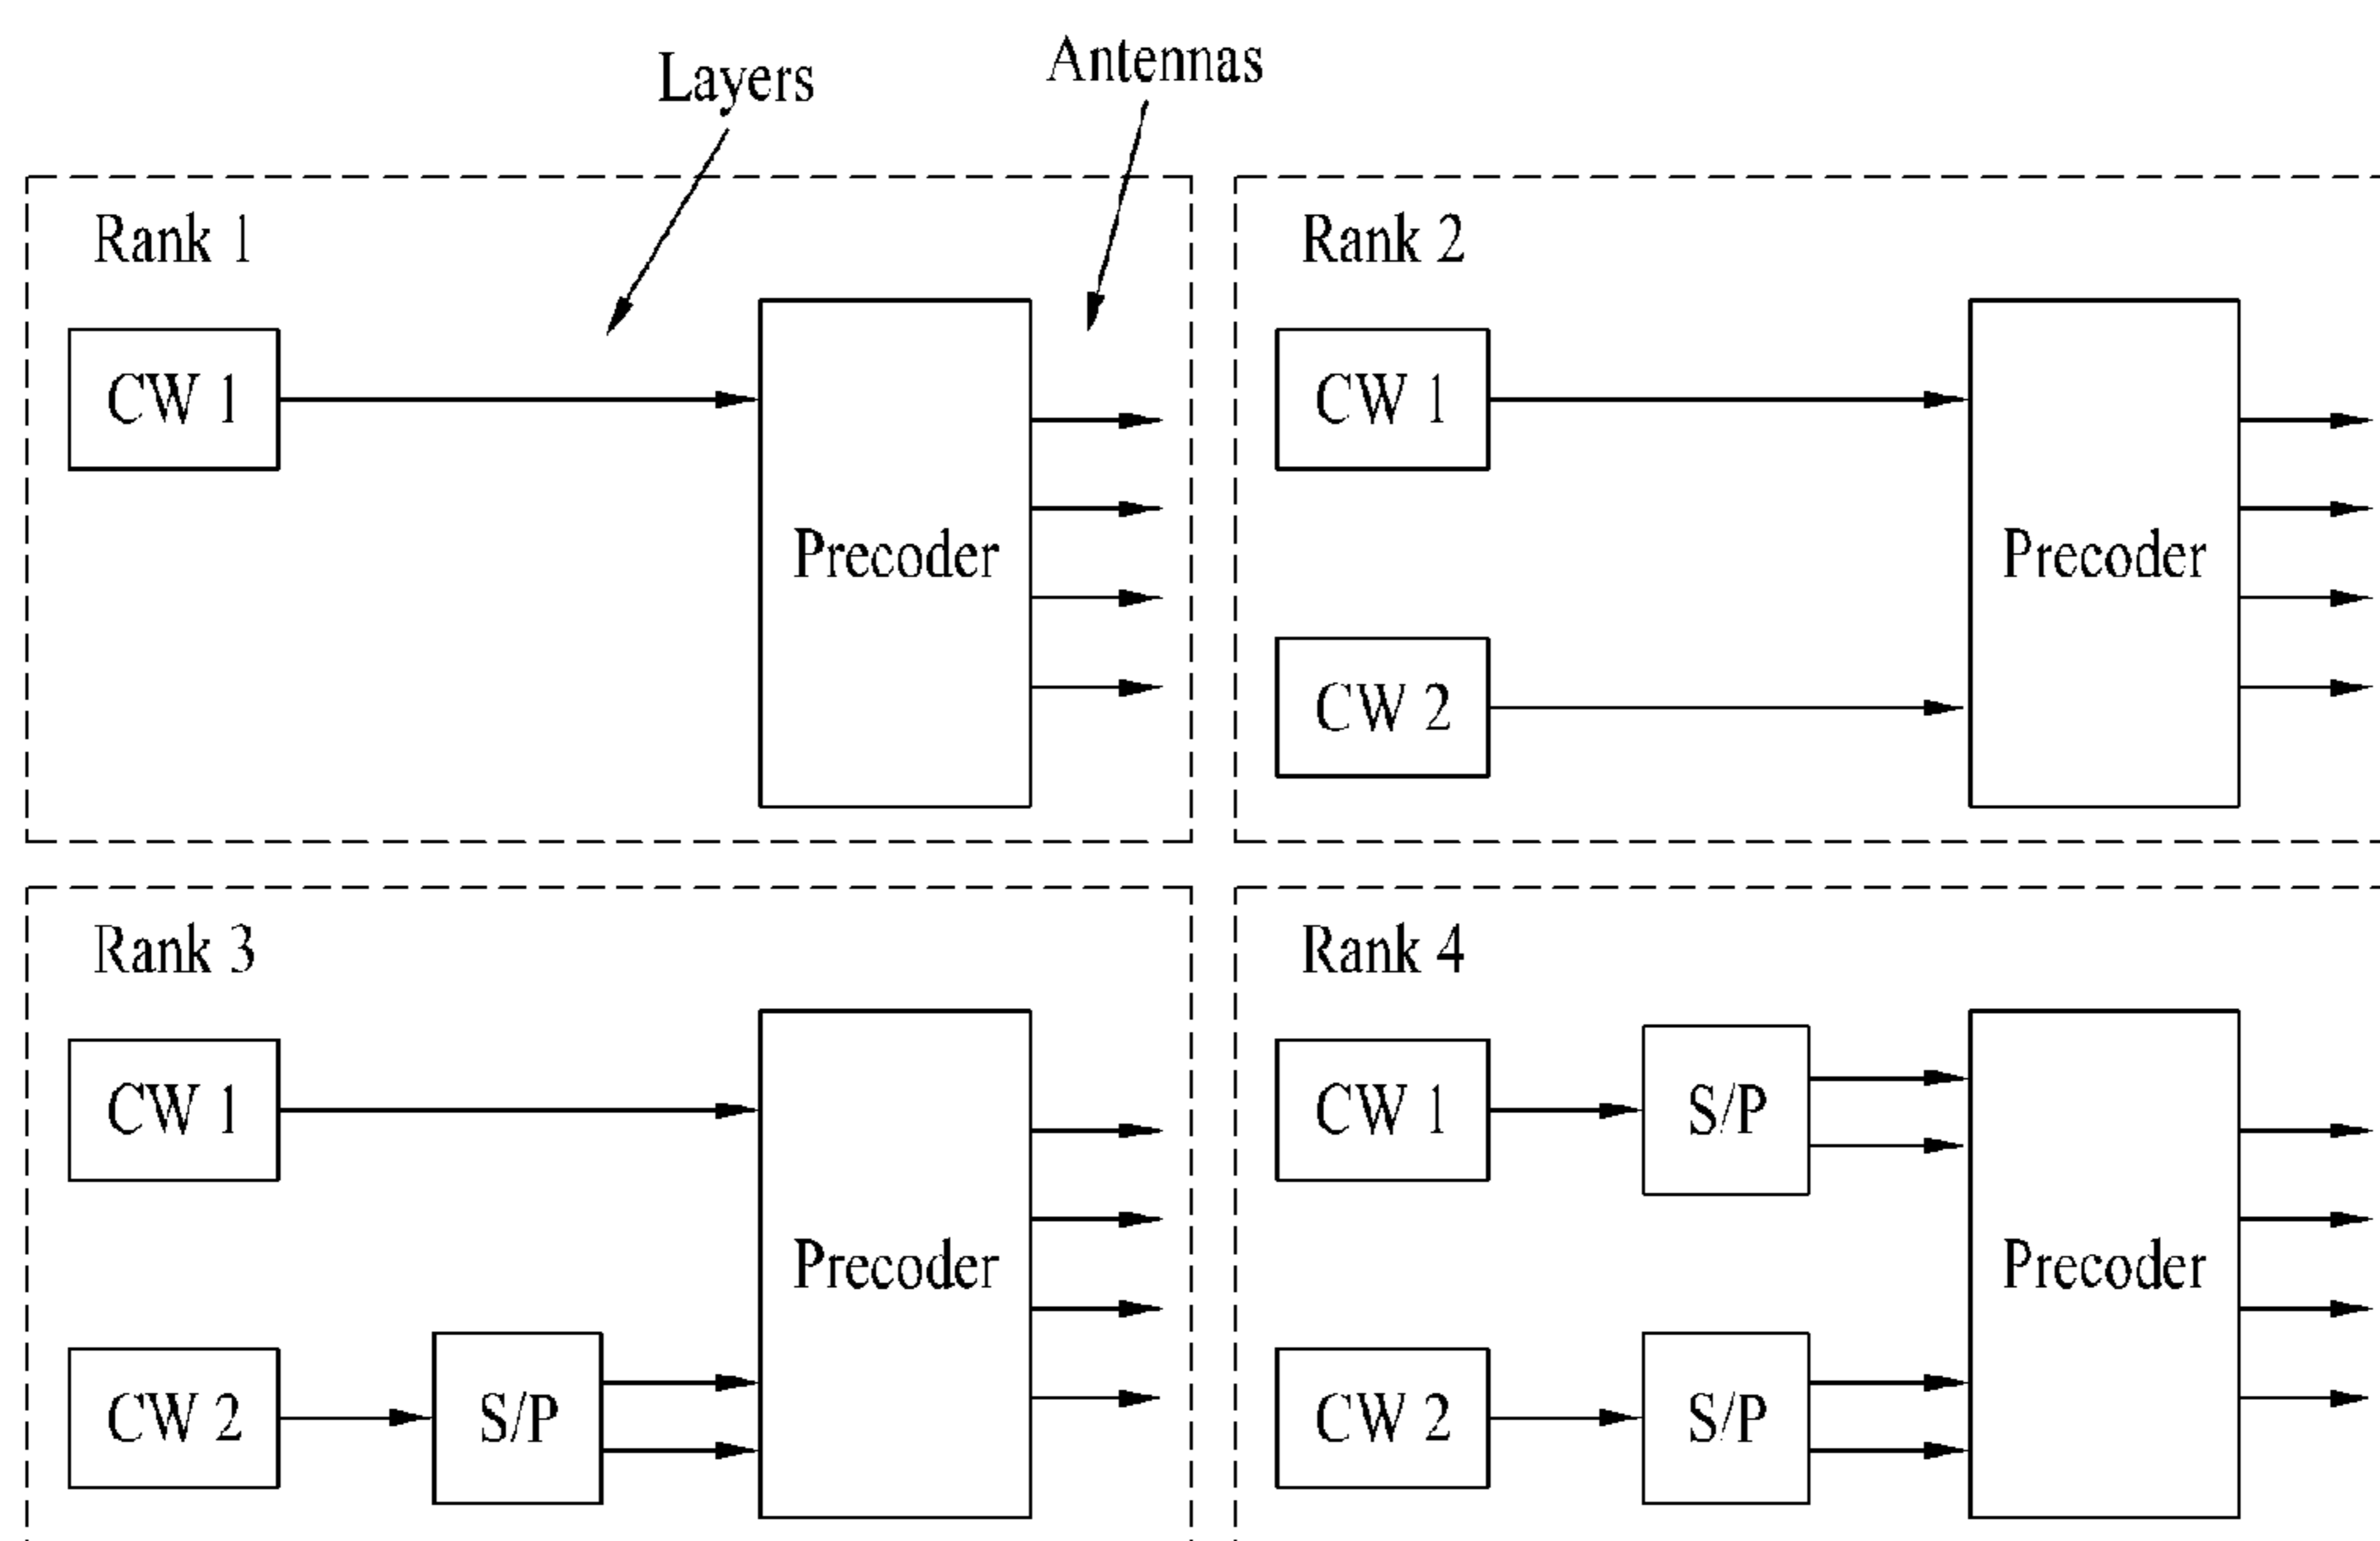 Layers
Antennas
Rank 1
CW 1
Precoder
Rank 2
CW 1
CW 2
Precoder
Rank 3
CW 1
CW 2
S/P
Precoder
Rank 4
CW 1
S/P
CW 2
S/P
Precoder